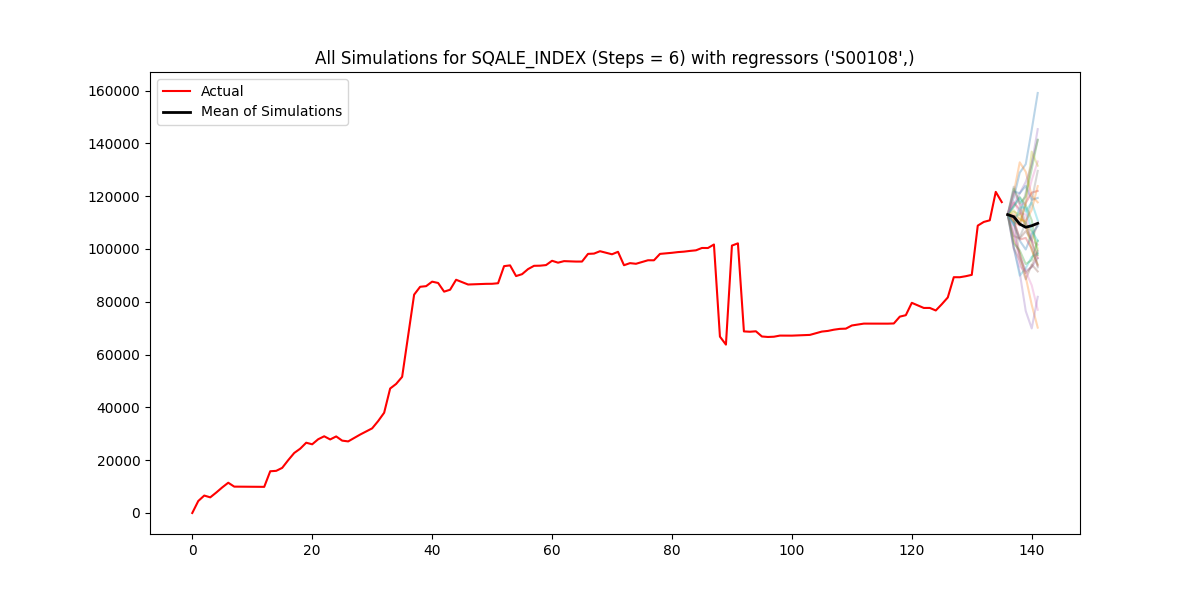 All Simulations for SQALE_INDEX (Steps = 6) with regressors ('S00108',)
Actual
Mean of Simulations
160000
140000
120000
100000
80000
60000
40000
20000
0
0 20 40 60 80 100 120 140